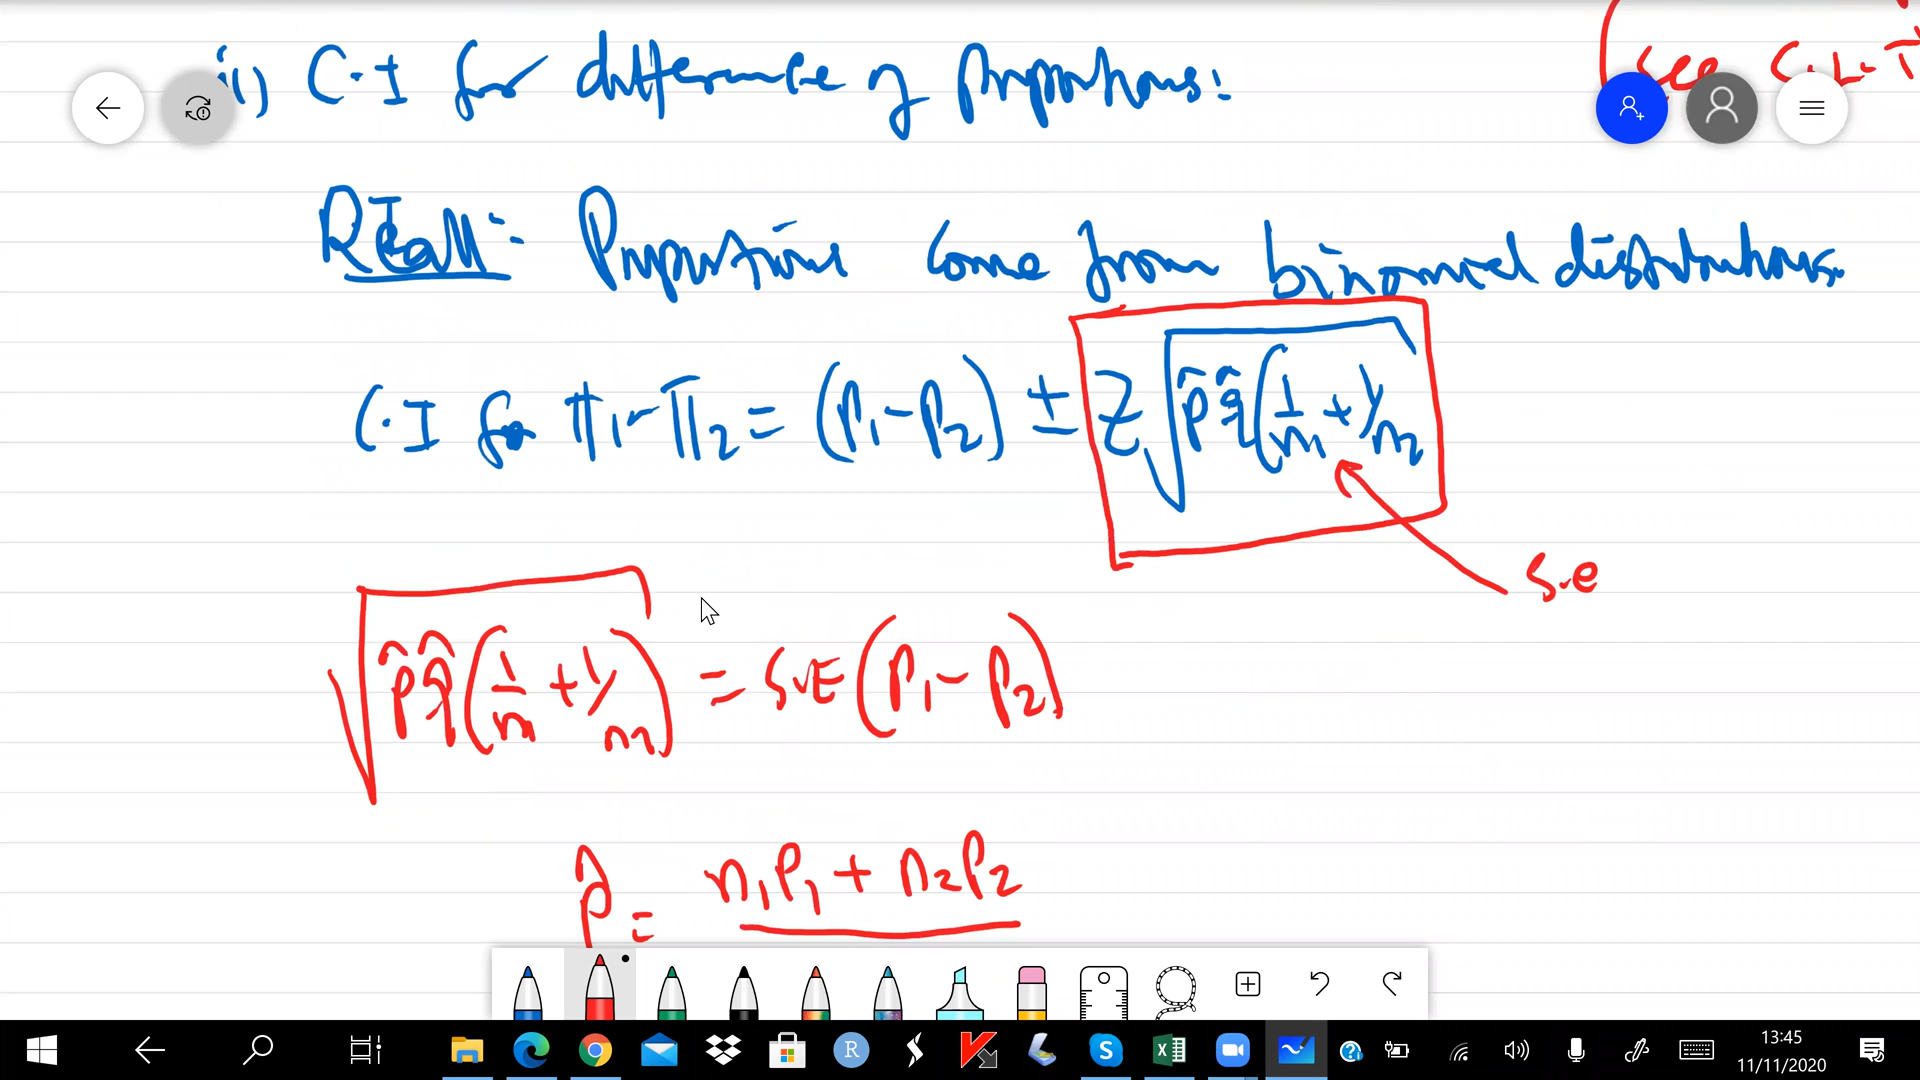 (see C.L.T
ii) C.I for difference of proportions:
Recall: Proportions come from binomial distributions.
C.I for π₁-π₂ = (P₁-P₂) ± Z√p̂q̂(1/n₁ + 1/n₂
S.e
√p̂q̂(1/n₁ + 1/n₂) = S.E(P₁-P₂)
p̂ = n₁P₁ + n₂P₂
13:45
11/11/2020